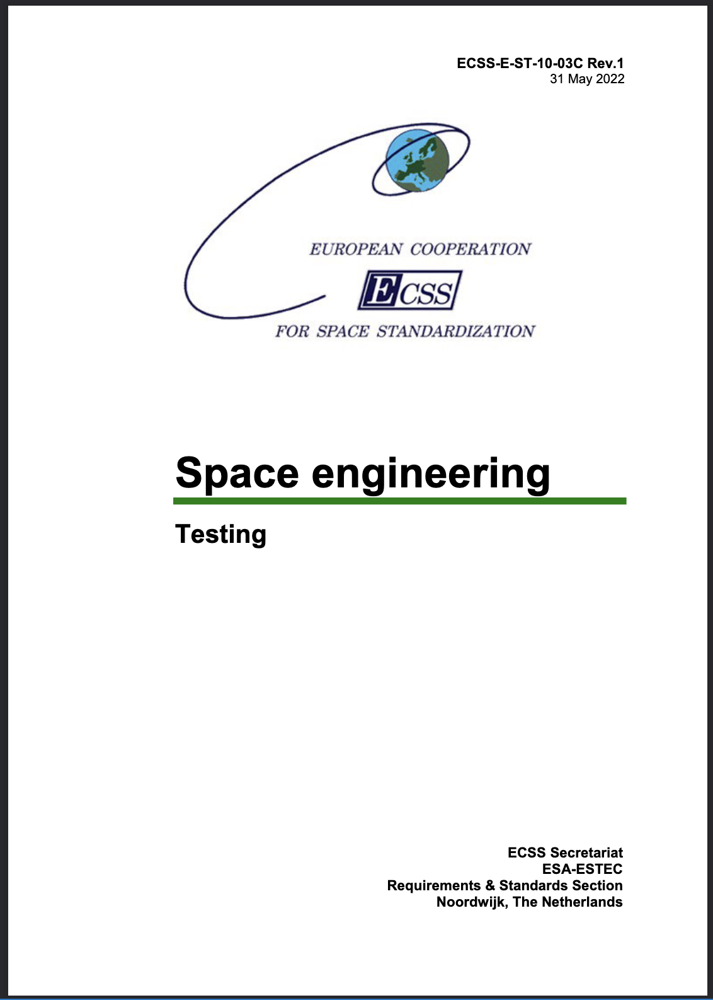 ECSS-E-ST-10-03C Rev.1
31 May 2022
EUROPEAN COOPERATION
ECSS
FOR SPACE STANDARDIZATION
Space engineering
Testing
ECSS Secretariat
ESA-ESTEC
Requirements & Standards Section
Noordwijk, The Netherlands